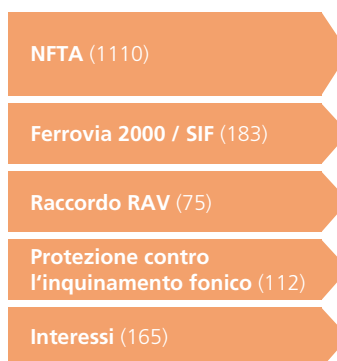 NFTA (1110)
Ferrovia 2000 / SIF (183)
Raccordo RAV (75)
Protezione contro
l'inquinamento fonico (112)
Interessi (165)